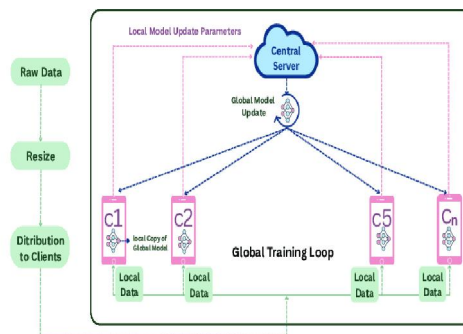 Local Model Update Parameters
Central
Server
Raw Data
Global Model
Update
Resize
C1
C2
C5
Cn
local Copy of
Global Model
Ditribution
to Clients
Global Training Loop
Local
Data
Local
Data
Local
Data
Local
Data